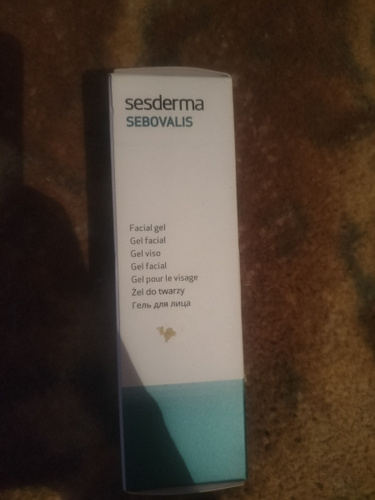 sesderma
SEBOVALIS
Facial gel
Gel facial
Gel viso
Gel facial
Gel pour le visage
Żel do twarzy
Гель для лица